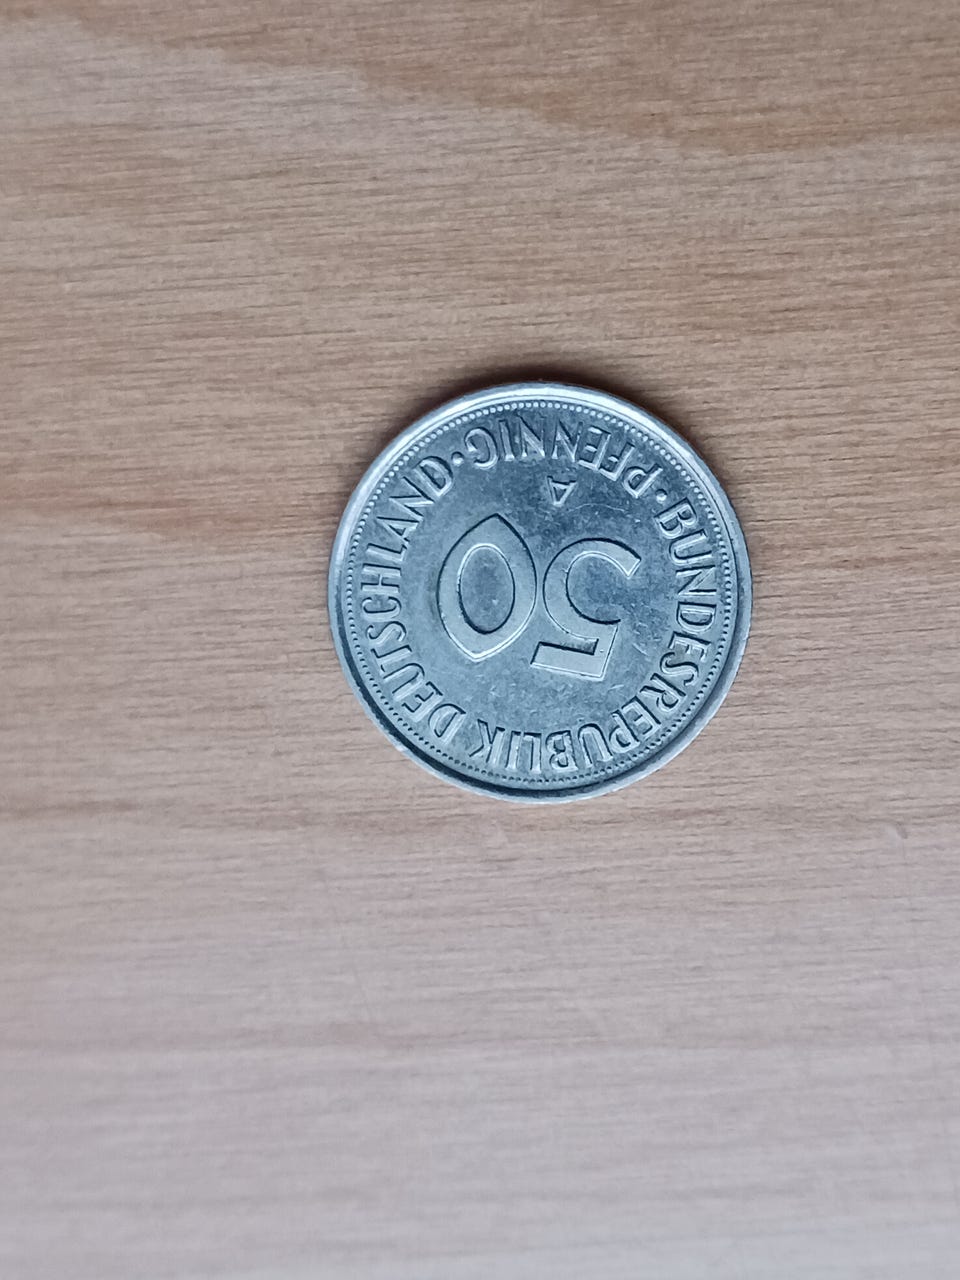 BUNDESREPUBLIK DEUTSCHLAND
50
A
· PFENNIG ·